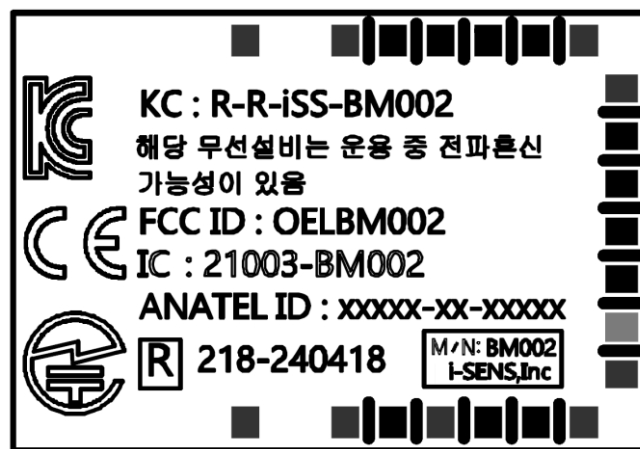 KC : R-R-iSS-BM002
해당 무선설비는 운용 중 전파혼신
가능성이 있음
FCC ID : OELBM002
IC : 21003-BM002
ANATEL ID : xxxxx-xx-xxxxx
R 218-240418
M/N: BM002
i-SENS,Inc